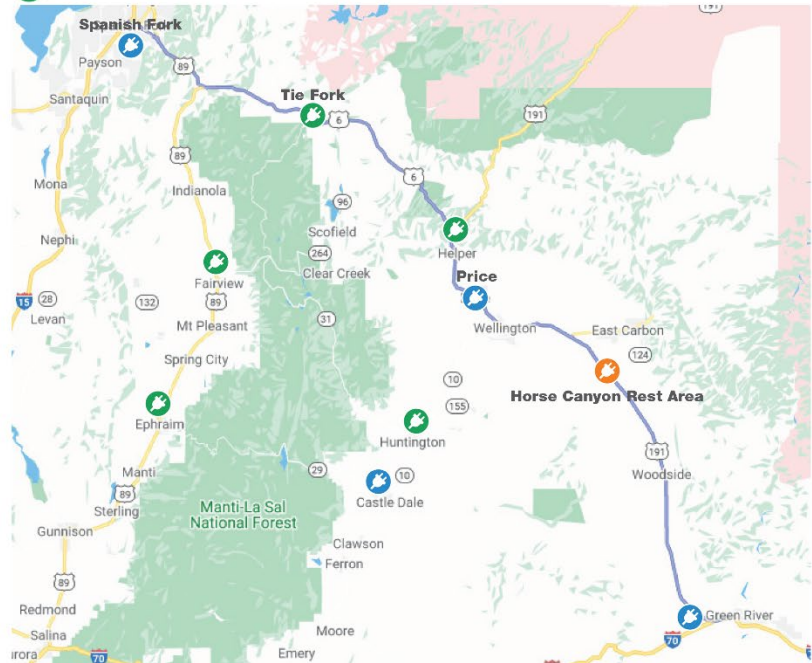 191
Spanish Fork
89
Payson
Santaquin
Tie Fork
6
191
89
6
Mona
Indianola
96
Scofield
Nephi
264
Helper
Clear Creek
Fairview
Price
15
28
132
89
Levan
31
Mt Pleasant
Wellington
East Carbon
124
Spring City
10
Horse Canyon Rest Area
155
Ephraim
Huntington
191
Manti
29
10
Woodside
89
Castle Dale
Sterling
Manti-La Sal
National Forest
Gunnison
Clawson
Ferron
89
Redmond
Green River
Moore
70
Salina
Emery
70